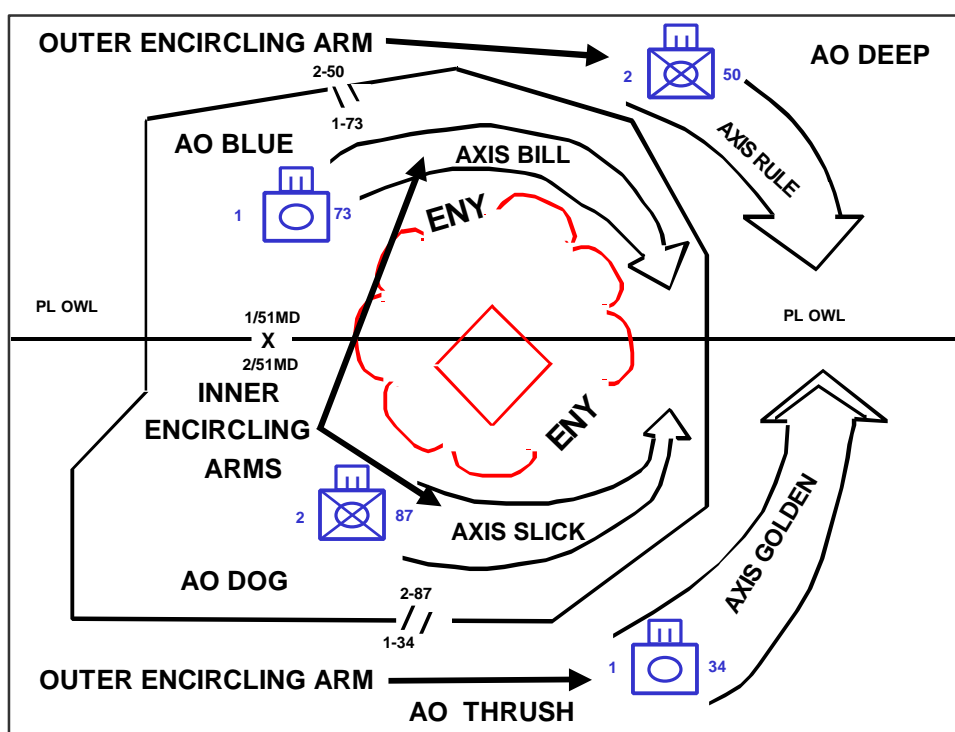 OUTER ENCIRCLING ARM
AO DEEP
2
50
2-50
1-73
AO BLUE
AXIS BILL
AXIS RULE
1
73
ENY
PL OWL
1/51MD
X
2/51MD
PL OWL
INNER
ENCIRCLING
ARMS
ENY
2
87
AXIS SLICK
AXIS GOLDEN
AO DOG
2-87
1-34
1
34
OUTER ENCIRCLING ARM
AO THRUSH